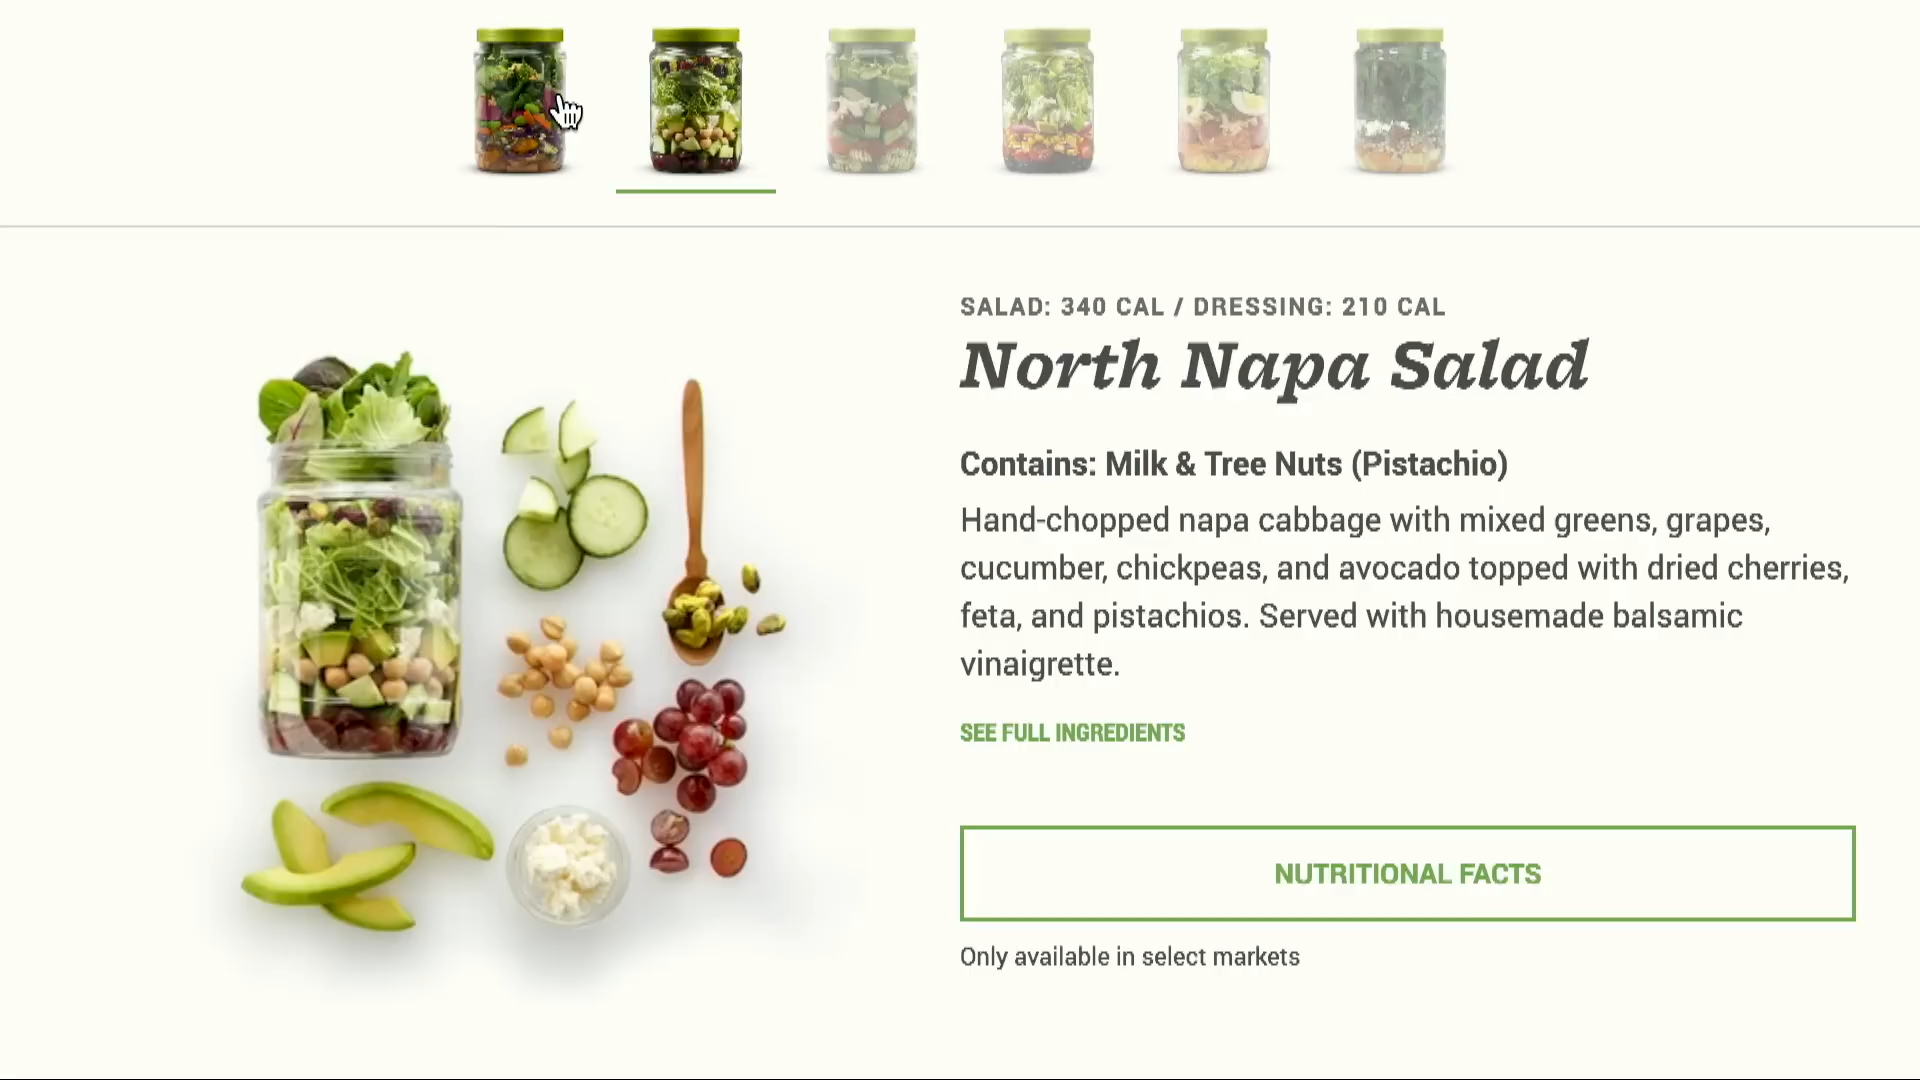 SALAD: 340 CAL / DRESSING: 210 CAL
North Napa Salad
Contains: Milk & Tree Nuts (Pistachio)
Hand-chopped napa cabbage with mixed greens, grapes,
cucumber, chickpeas, and avocado topped with dried cherries,
feta, and pistachios. Served with housemade balsamic
vinaigrette.
SEE FULL INGREDIENTS
NUTRITIONAL FACTS
Only available in select markets